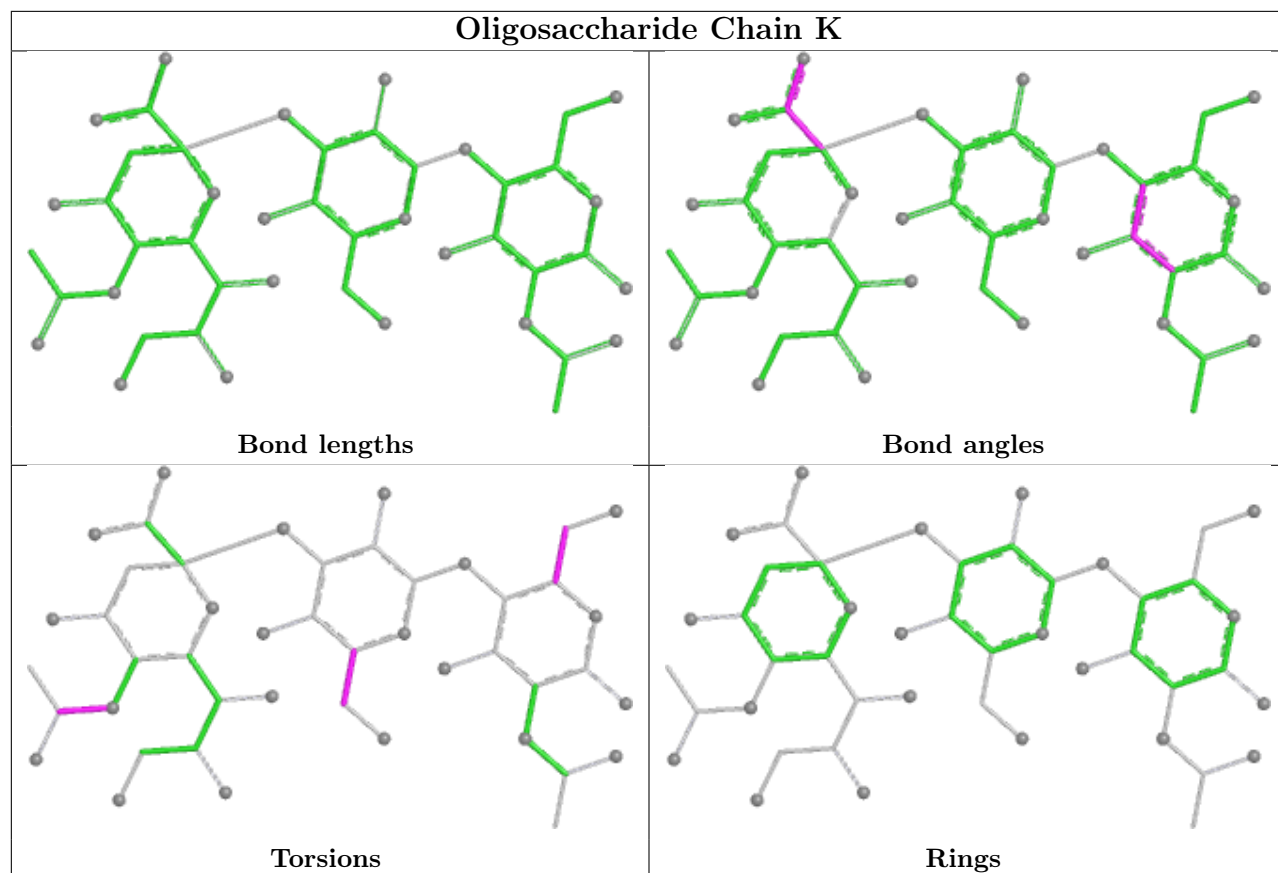 Oligosaccharide Chain K
Bond lengths
Bond angles
Torsions
Rings